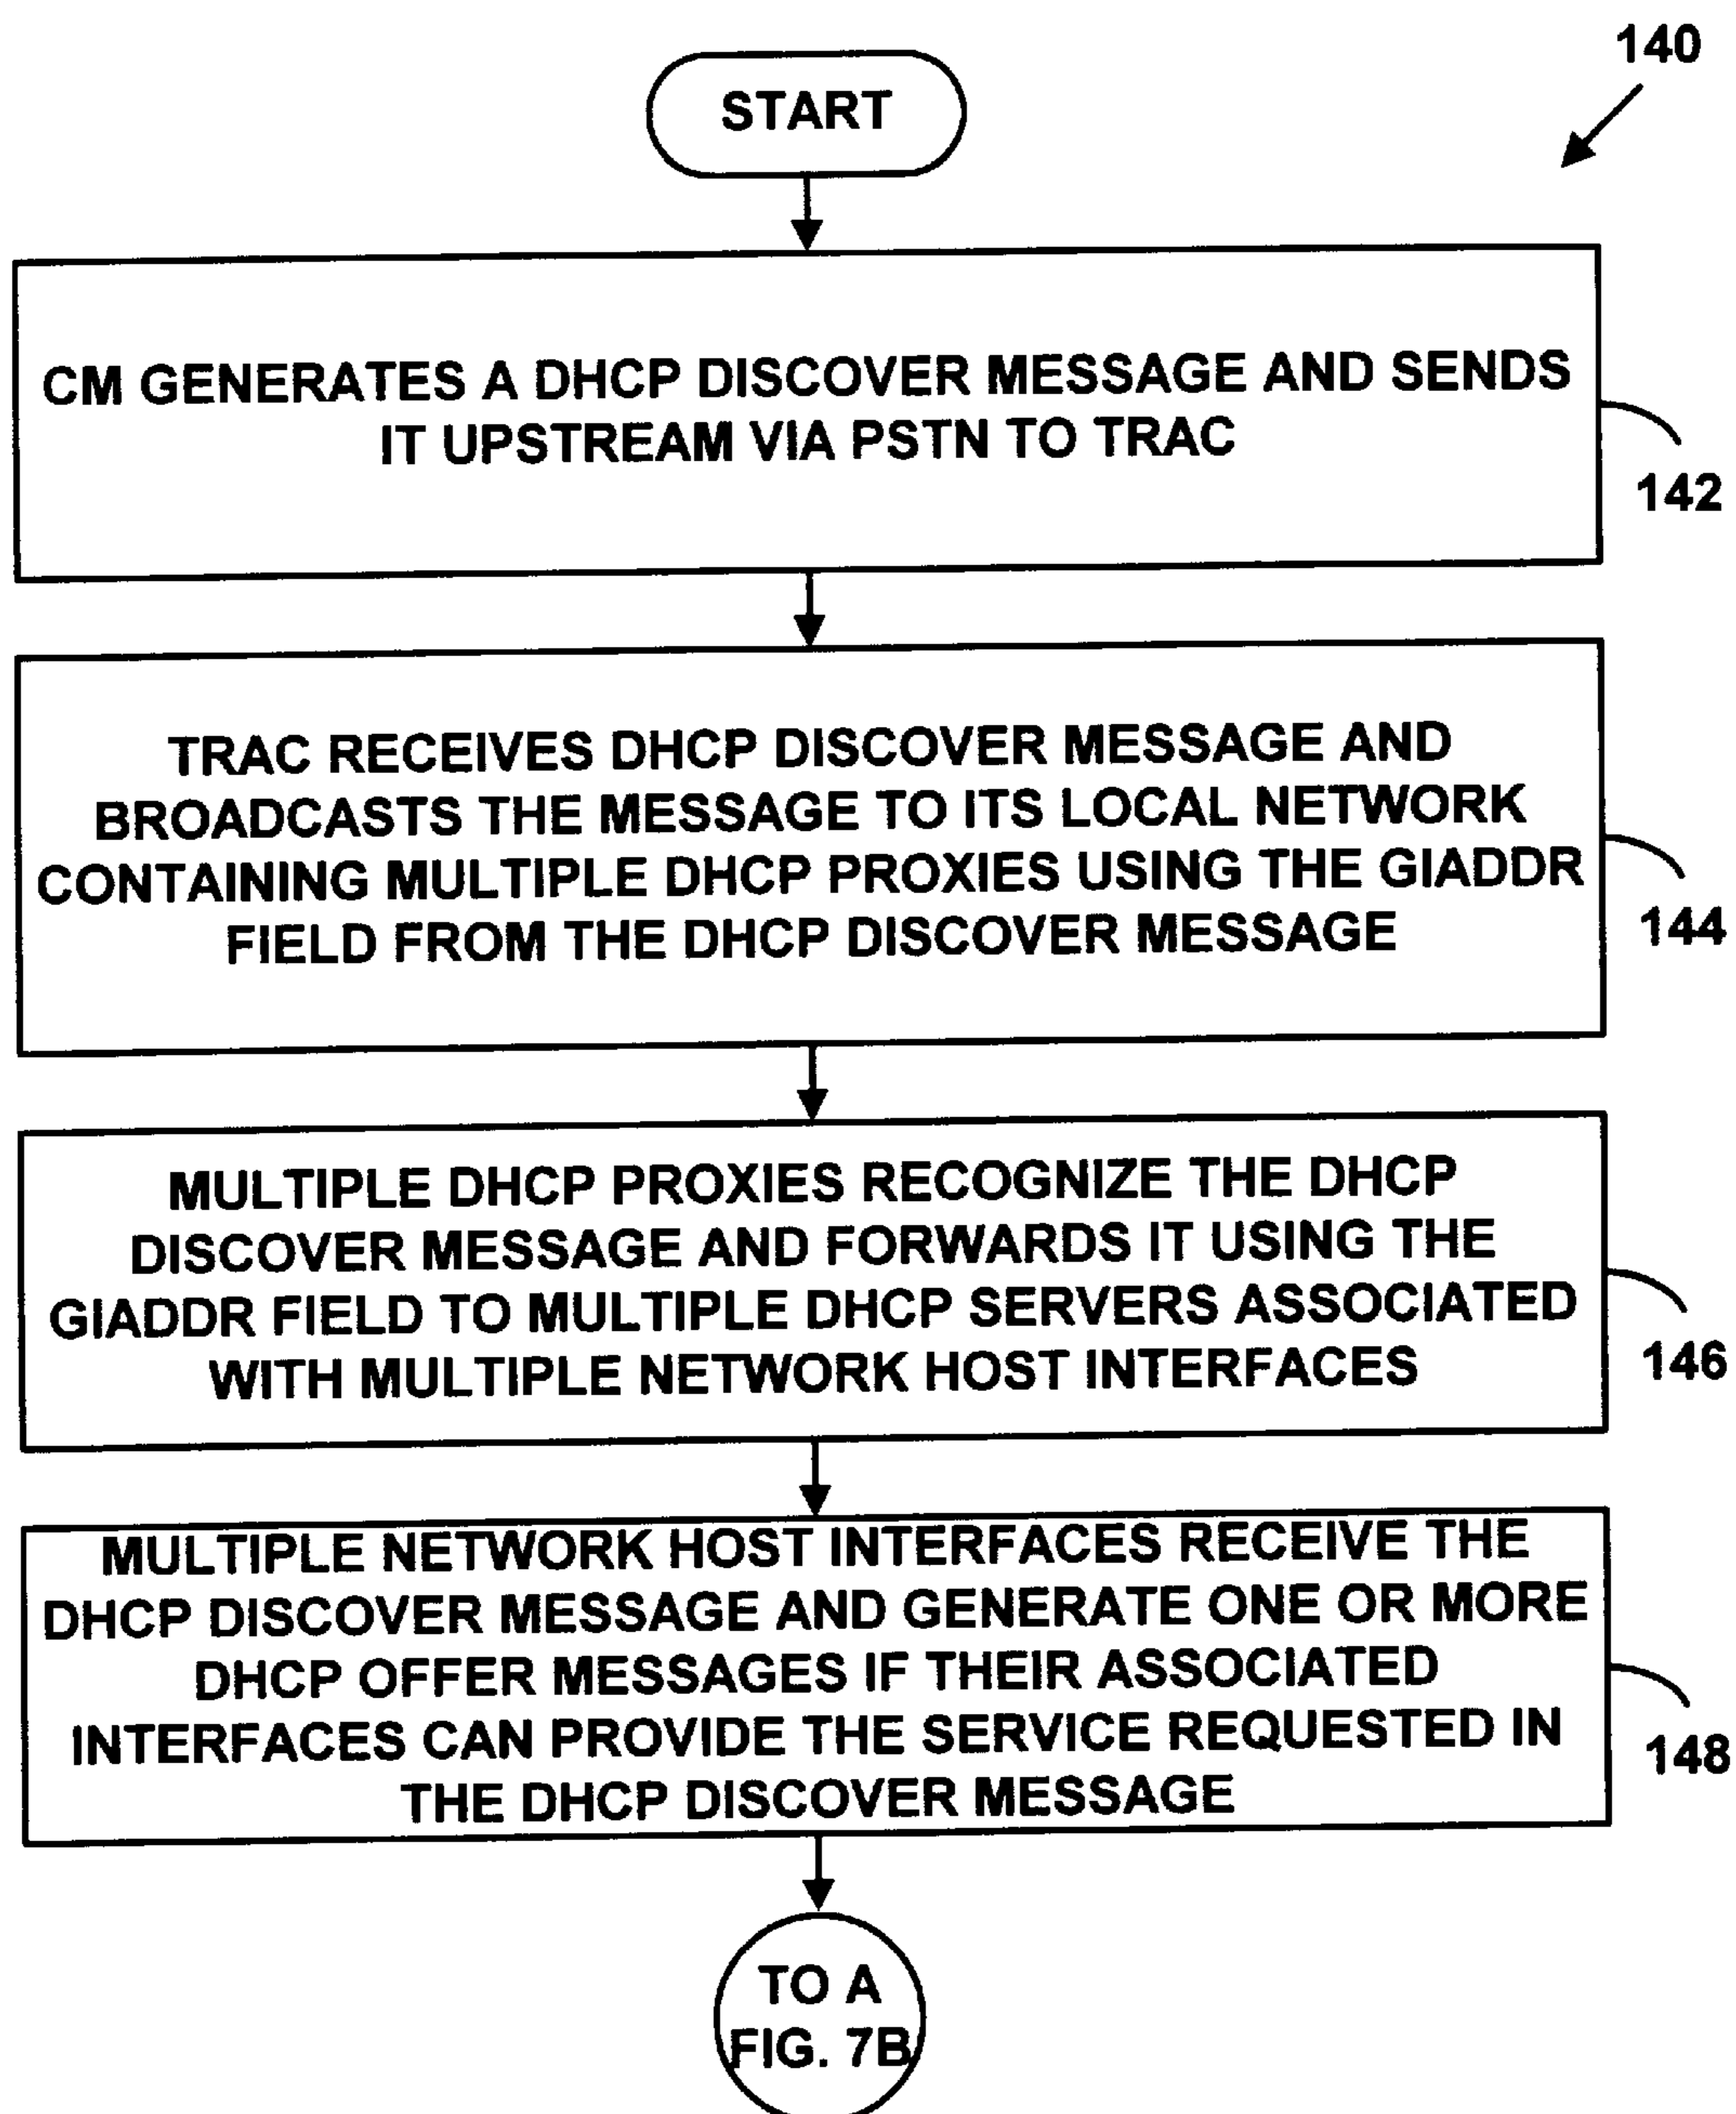 140
START
CM GENERATES A DHCP DISCOVER MESSAGE AND SENDS
IT UPSTREAM VIA PSTN TO TRAC
142
TRAC RECEIVES DHCP DISCOVER MESSAGE AND
BROADCASTS THE MESSAGE TO ITS LOCAL NETWORK
CONTAINING MULTIPLE DHCP PROXIES USING THE GIADDR
FIELD FROM THE DHCP DISCOVER MESSAGE
144
MULTIPLE DHCP PROXIES RECOGNIZE THE DHCP
DISCOVER MESSAGE AND FORWARDS IT USING THE
GIADDR FIELD TO MULTIPLE DHCP SERVERS ASSOCIATED
WITH MULTIPLE NETWORK HOST INTERFACES
146
MULTIPLE NETWORK HOST INTERFACES RECEIVE THE
DHCP DISCOVER MESSAGE AND GENERATE ONE OR MORE
DHCP OFFER MESSAGES IF THEIR ASSOCIATED
INTERFACES CAN PROVIDE THE SERVICE REQUESTED IN
THE DHCP DISCOVER MESSAGE
148
TO A
FIG. 7B